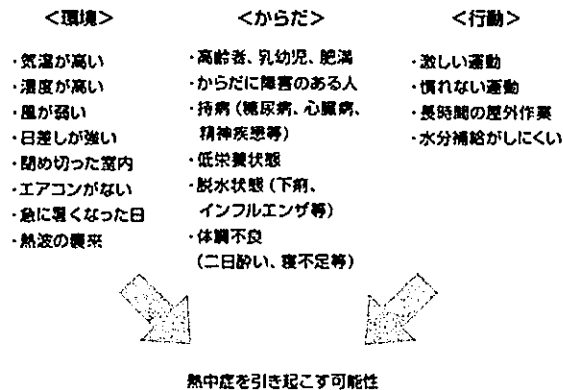 <環境>
・気温が高い
・湿度が高い
・風が弱い
・日差しが強い
・閉め切った室内
・エアコンがない
・急に暑くなった日
・熱波の襲来
<からだ>
・高齢者、乳幼児、肥満
・からだに障害のある人
・持病(糖尿病、心臓病、
精神疾患等)
・低栄養状態
・脱水状態(下痢、
インフルエンザ等)
・体調不良
(二日酔い、寝不足等)
<行動>
・激しい運動
・慣れない運動
・長時間の屋外作業
・水分補給がしにくい
熱中症を引き起こす可能性